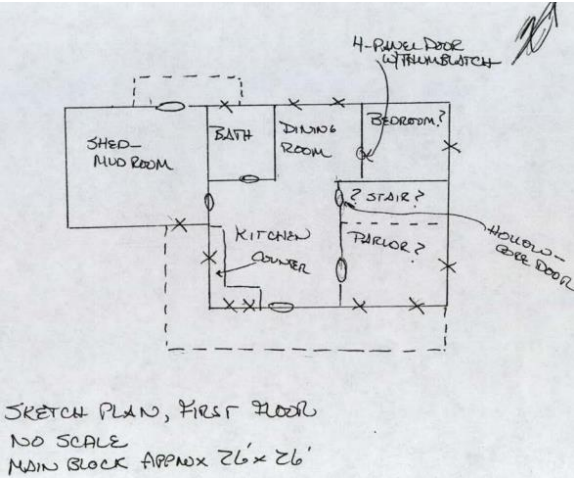 4-PANEL DOOR
W/THUMBLATCH
SHED-
MUD ROOM
BATH
DINING
ROOM
BEDROOM?
? STAIR?
KITCHEN
COUNTER
PARLOR?
HOLLOW-
CORE DOOR
SKETCH PLAN, FIRST FLOOR
NO SCALE
MAIN BLOCK APPROX 26' x 26'